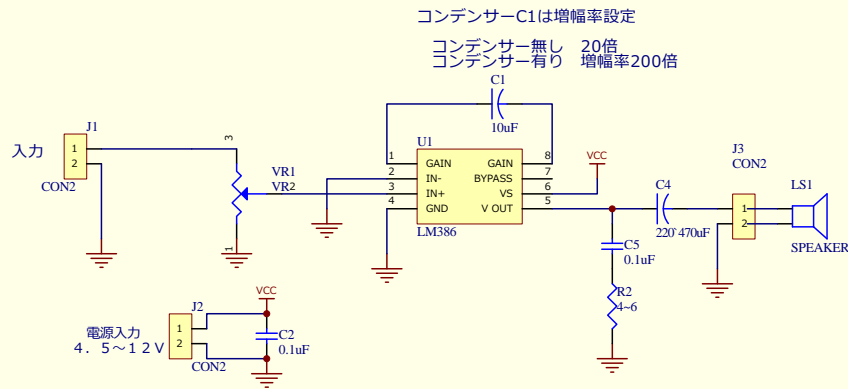 コンデンサーC1は増幅率設定
コンデンサー無し 20倍
コンデンサー有り 増幅率200倍
C1
10uF
J1
入力
1
2
CON2
3
VR1
VR2
1
U1
1 GAIN GAIN 8
2 IN- BYPASS 7
3 IN+ VS 6
4 GND V OUT 5
LM386
VCC
C4
220~470uF
J3
CON2
1
2
LS1
SPEAKER
C5
0.1uF
R2
4~6
電源入力
4.5~12V
J2
1
2
CON2
VCC
C2
0.1uF